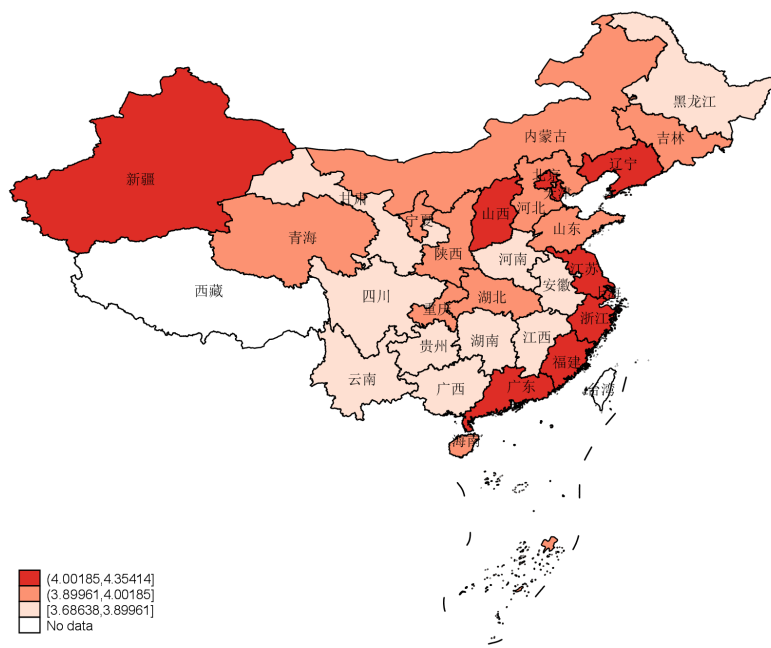 黑龙江
内蒙古
吉林
辽宁
北京
天津
新疆
甘肃
宁夏
山西
河北
山东
青海
陕西
河南
江苏
西藏
四川
重庆
湖北
安徽
上海
浙江
贵州
湖南
江西
福建
云南
广西
广东
台湾
海南
(4.00185,4.35414]
(3.89961,4.00185]
[3.68638,3.89961]
No data